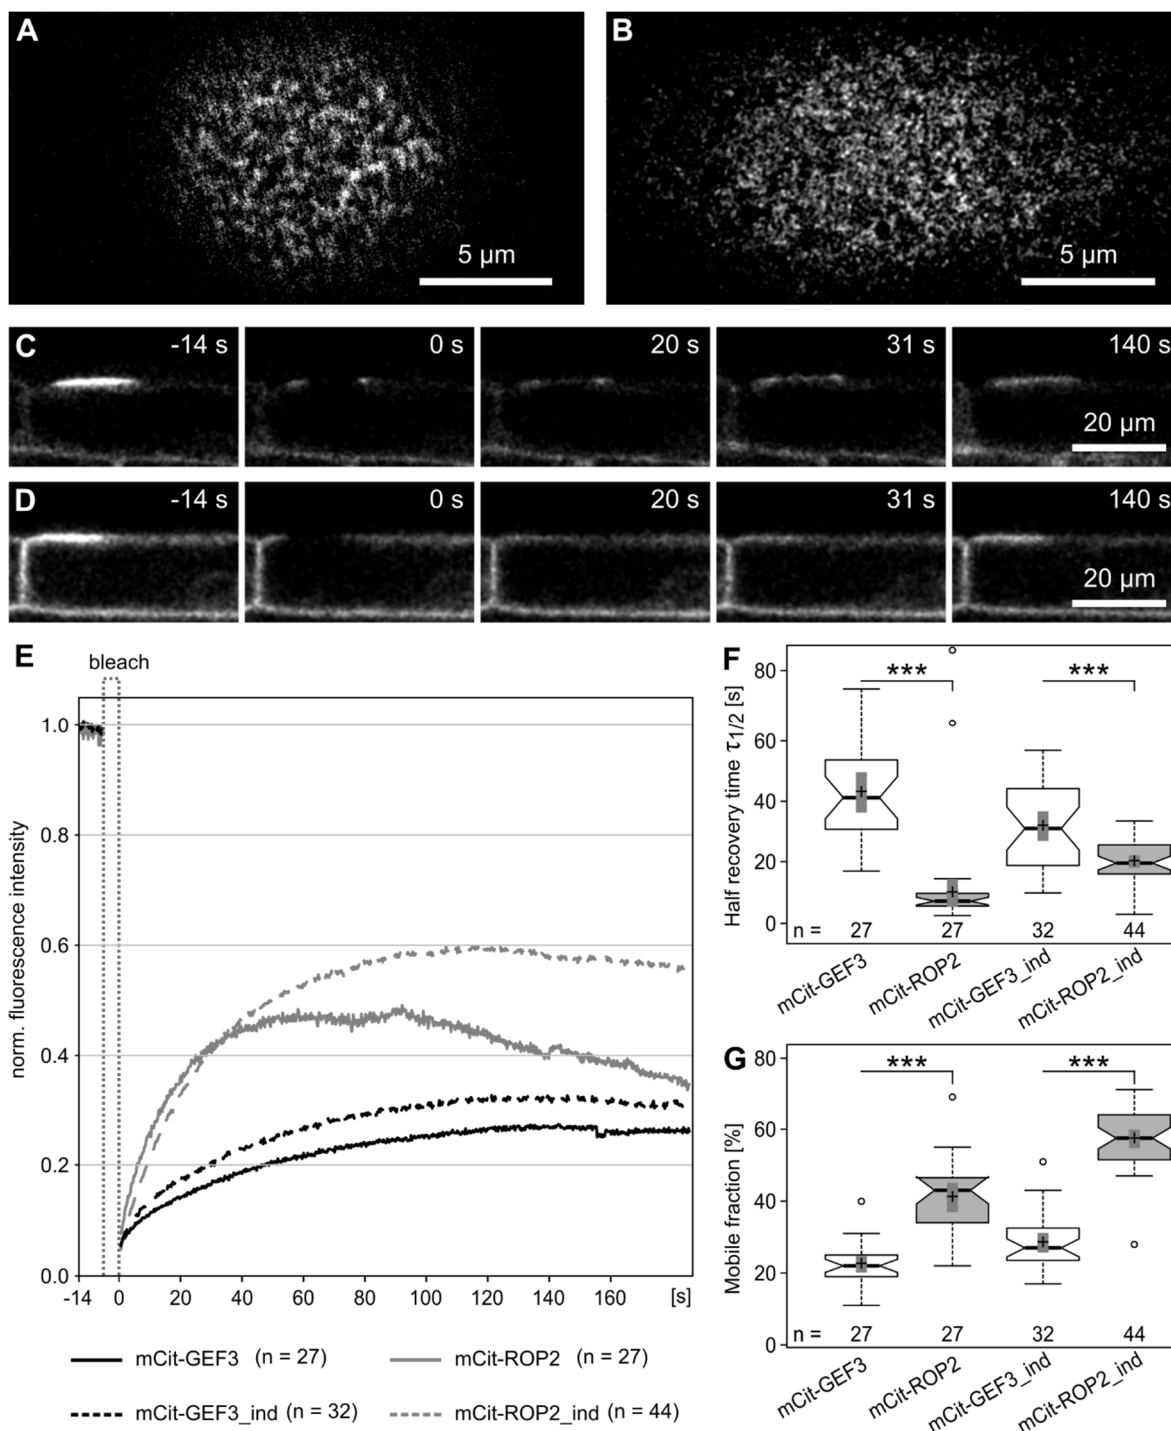 A
B
5 µm
5 µm
C
-14 s
0 s
20 s
31 s
140 s
20 µm
D
-14 s
0 s
20 s
31 s
140 s
20 µm
E
bleach
norm. fluorescence intensity
1.0
0.8
0.6
0.4
0.2
0.0
-14
0
20
40
60
80
100
120
140
160
[s]
mCit-GEF3 (n = 27)
mCit-ROP2 (n = 27)
mCit-GEF3_ind (n = 32)
mCit-ROP2_ind (n = 44)
F
Half recovery time τ1/2 [s]
80
60
40
20
0
***
***
n = 27 27 32 44
mCit-GEF3
mCit-ROP2
mCit-GEF3_ind
mCit-ROP2_ind
G
Mobile fraction [%]
80
60
40
20
0
***
***
n = 27 27 32 44
mCit-GEF3
mCit-ROP2
mCit-GEF3_ind
mCit-ROP2_ind